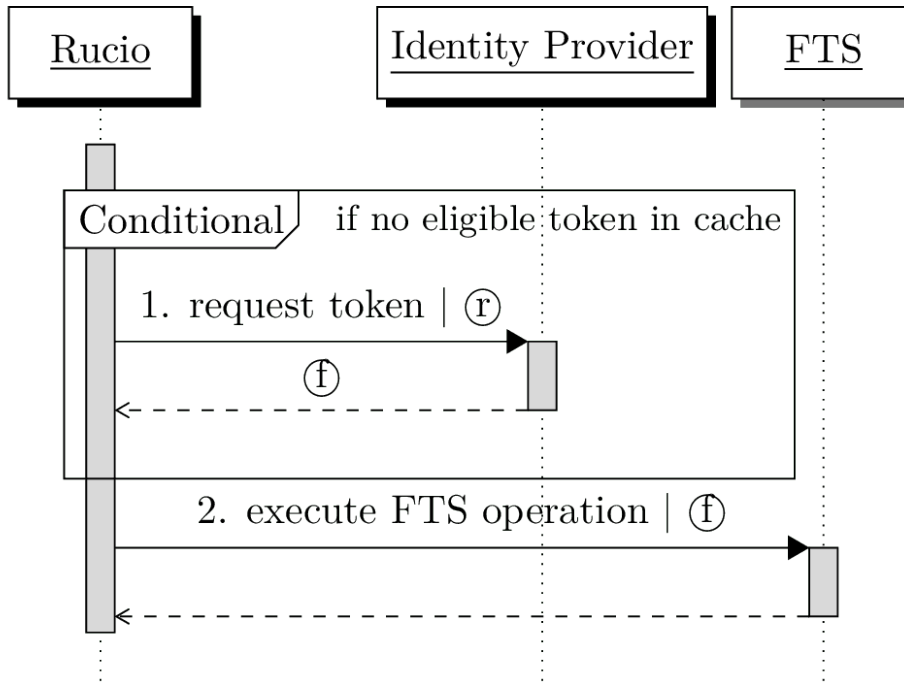 Rucio
Identity Provider
FTS
Conditional
if no eligible token in cache
1. request token | ⓡ
ⓕ
2. execute FTS operation | ⓕ